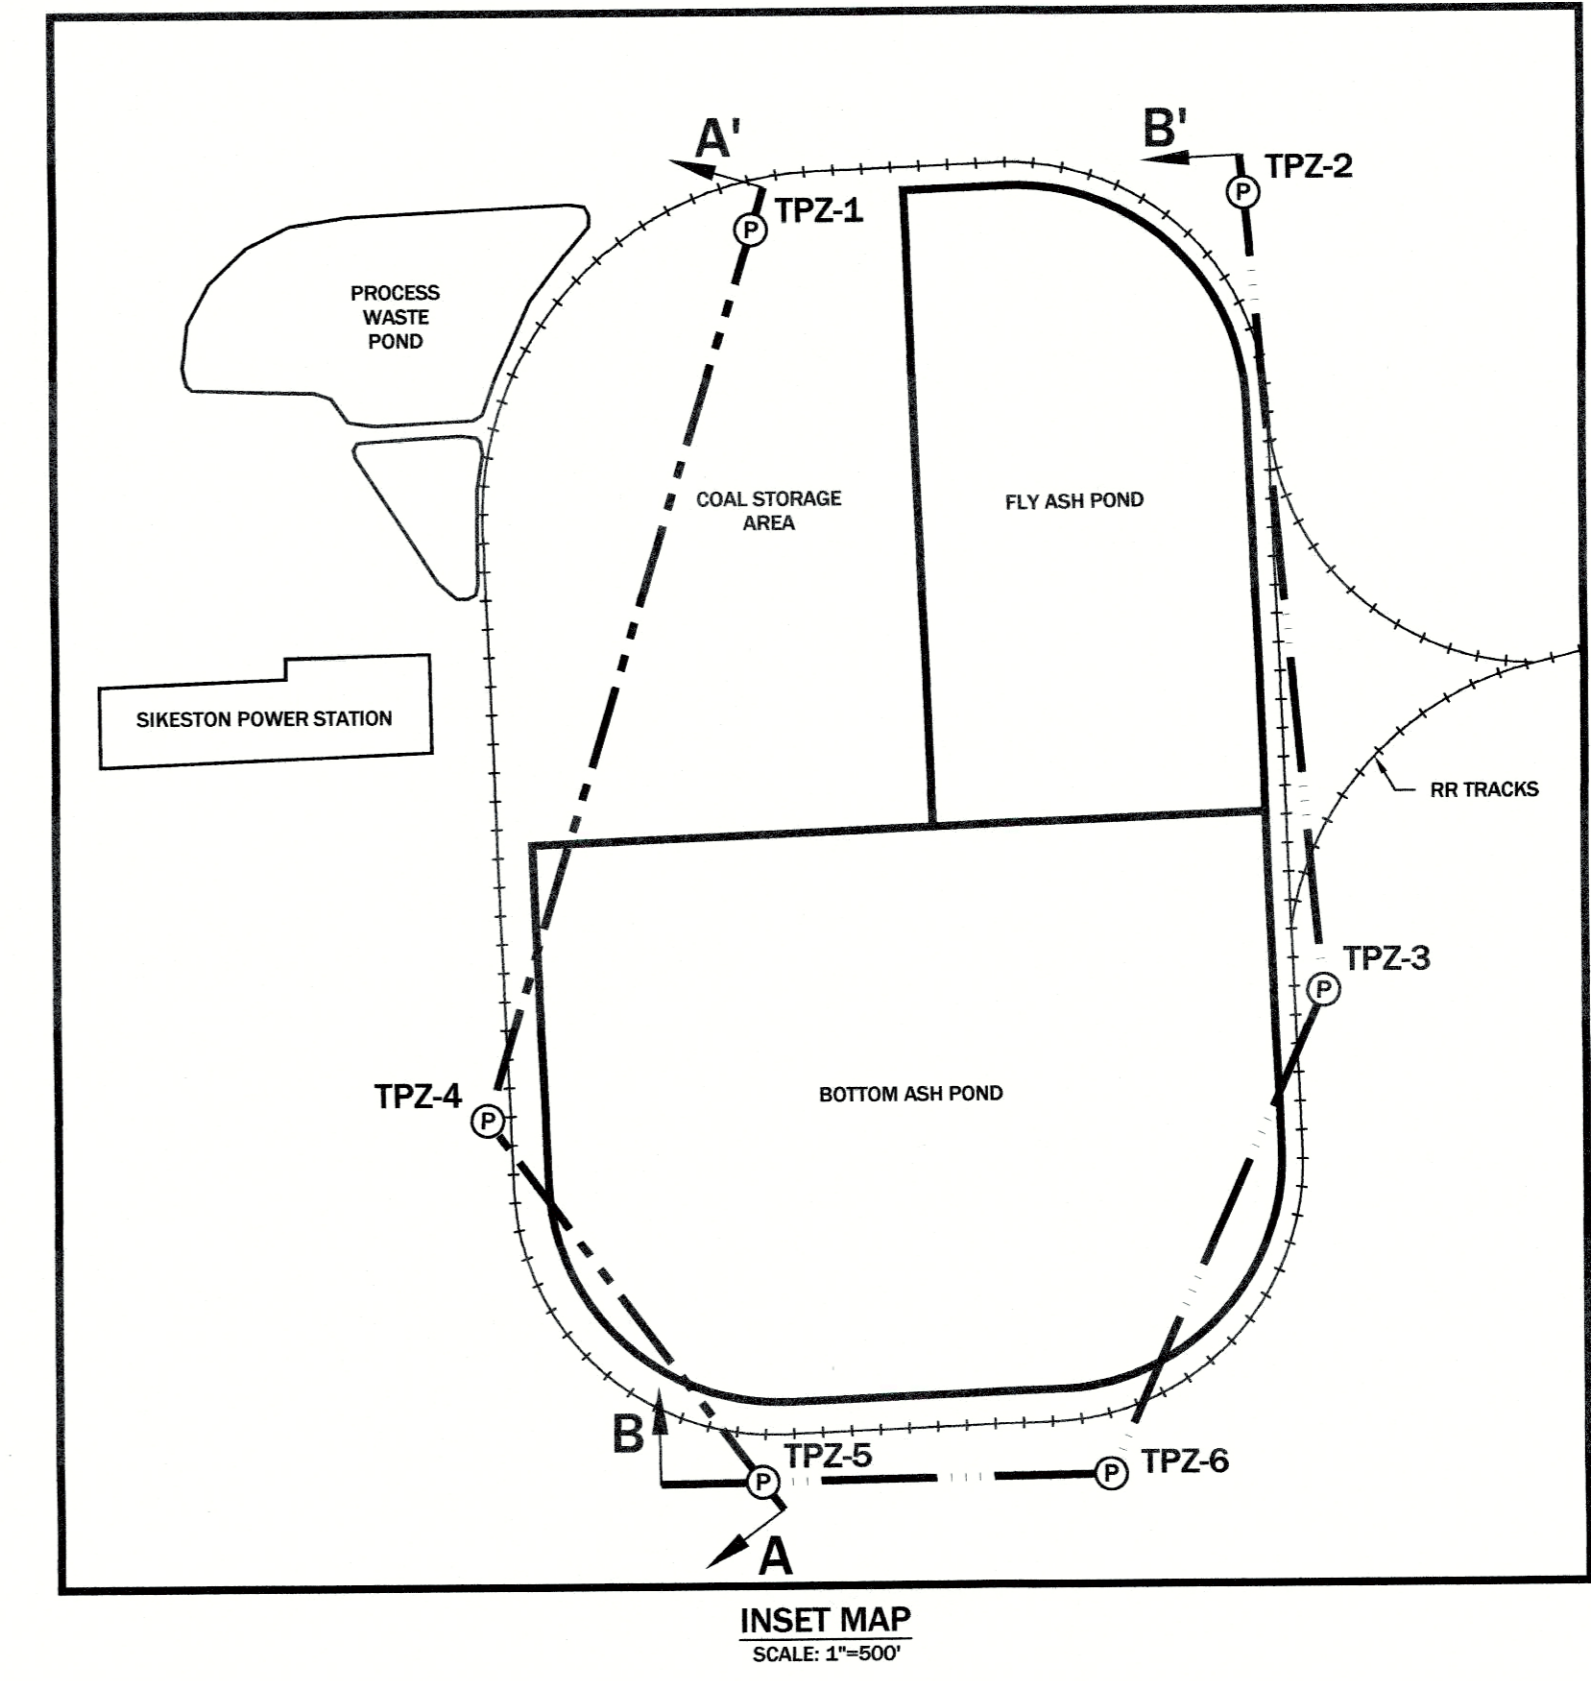 A'
B'
TPZ-2
P
TPZ-1
P
PROCESS
WASTE
POND
COAL STORAGE
AREA
FLY ASH POND
SIKESTON POWER STATION
RR TRACKS
TPZ-3
P
TPZ-4
P
BOTTOM ASH POND
B
TPZ-5
P
TPZ-6
P
A
INSET MAP
SCALE: 1"=500'